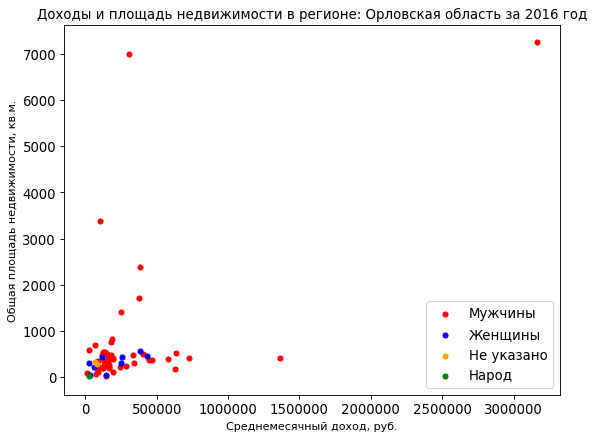 Доходы и площадь недвижимости в регионе: Орловская область за 2016 год
Общая площадь недвижимости, кв.м.
7000
6000
5000
4000
3000
2000
1000
0
Мужчины
Женщины
Не указано
Народ
0 500000 1000000 1500000 2000000 2500000 3000000
Среднемесячный доход, руб.